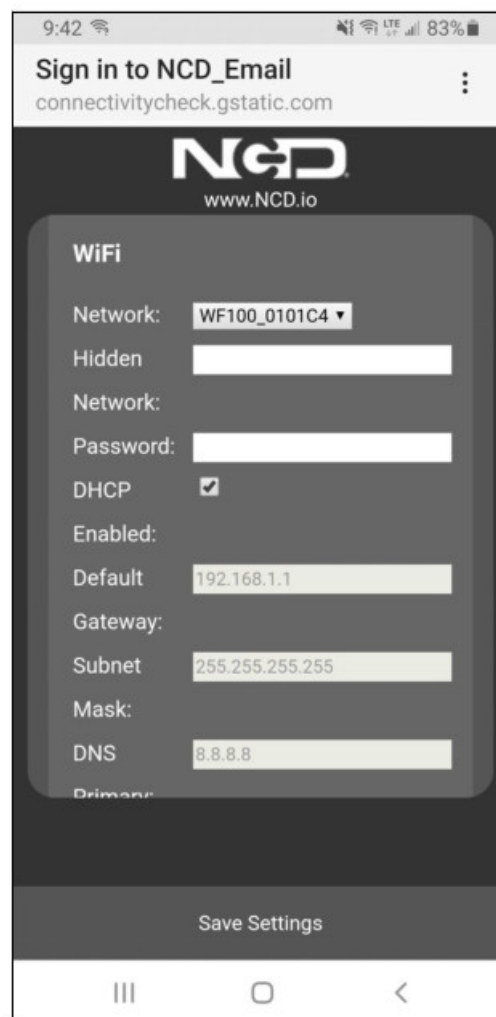 9:42 LTE 83%
Sign in to NCD_Email
connectivitycheck.gstatic.com
NCD
www.NCD.io
WiFi
Network: WF100_0101C4
Hidden
Network:
Password:
DHCP
Enabled:
Default 192.168.1.1
Gateway:
Subnet 255.255.255.255
Mask:
DNS 8.8.8.8
Primary:
Save Settings